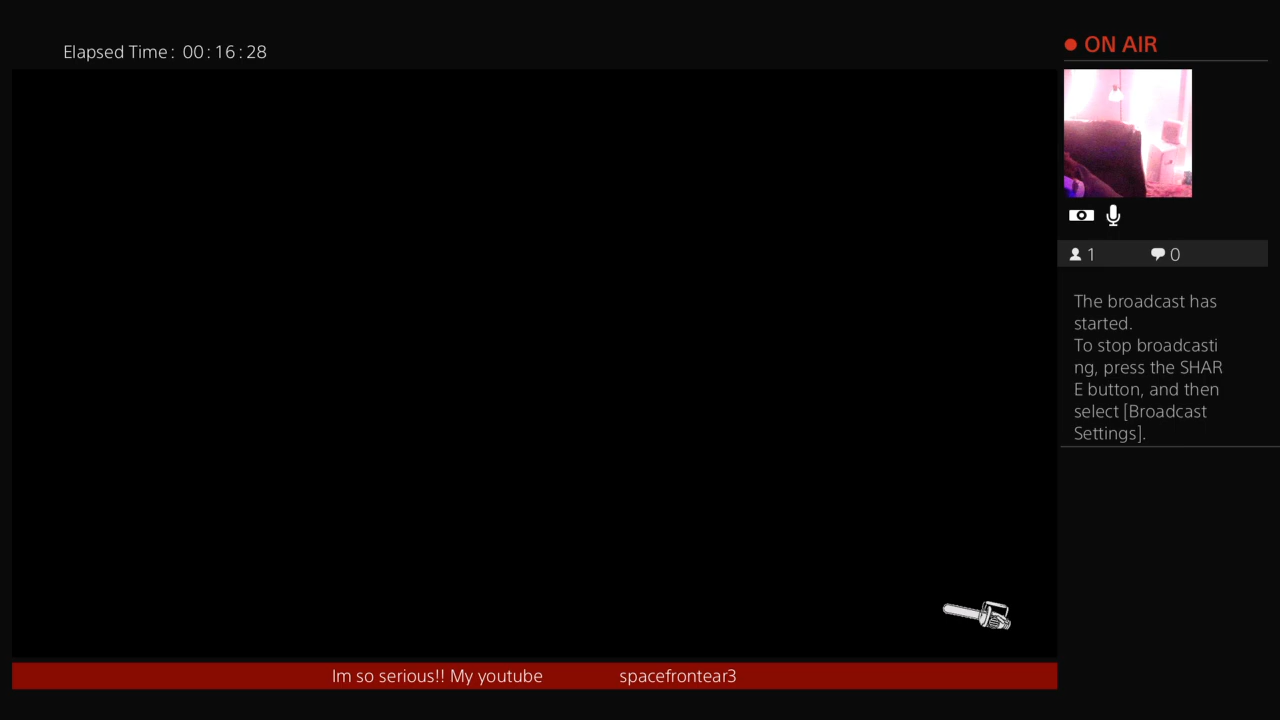 Elapsed Time: 00:16:28
ON AIR
1 0
The broadcast has
started.
To stop broadcasti
ng, press the SHAR
E button, and then
select [Broadcast
Settings].
Im so serious!! My youtube spacefrontear3